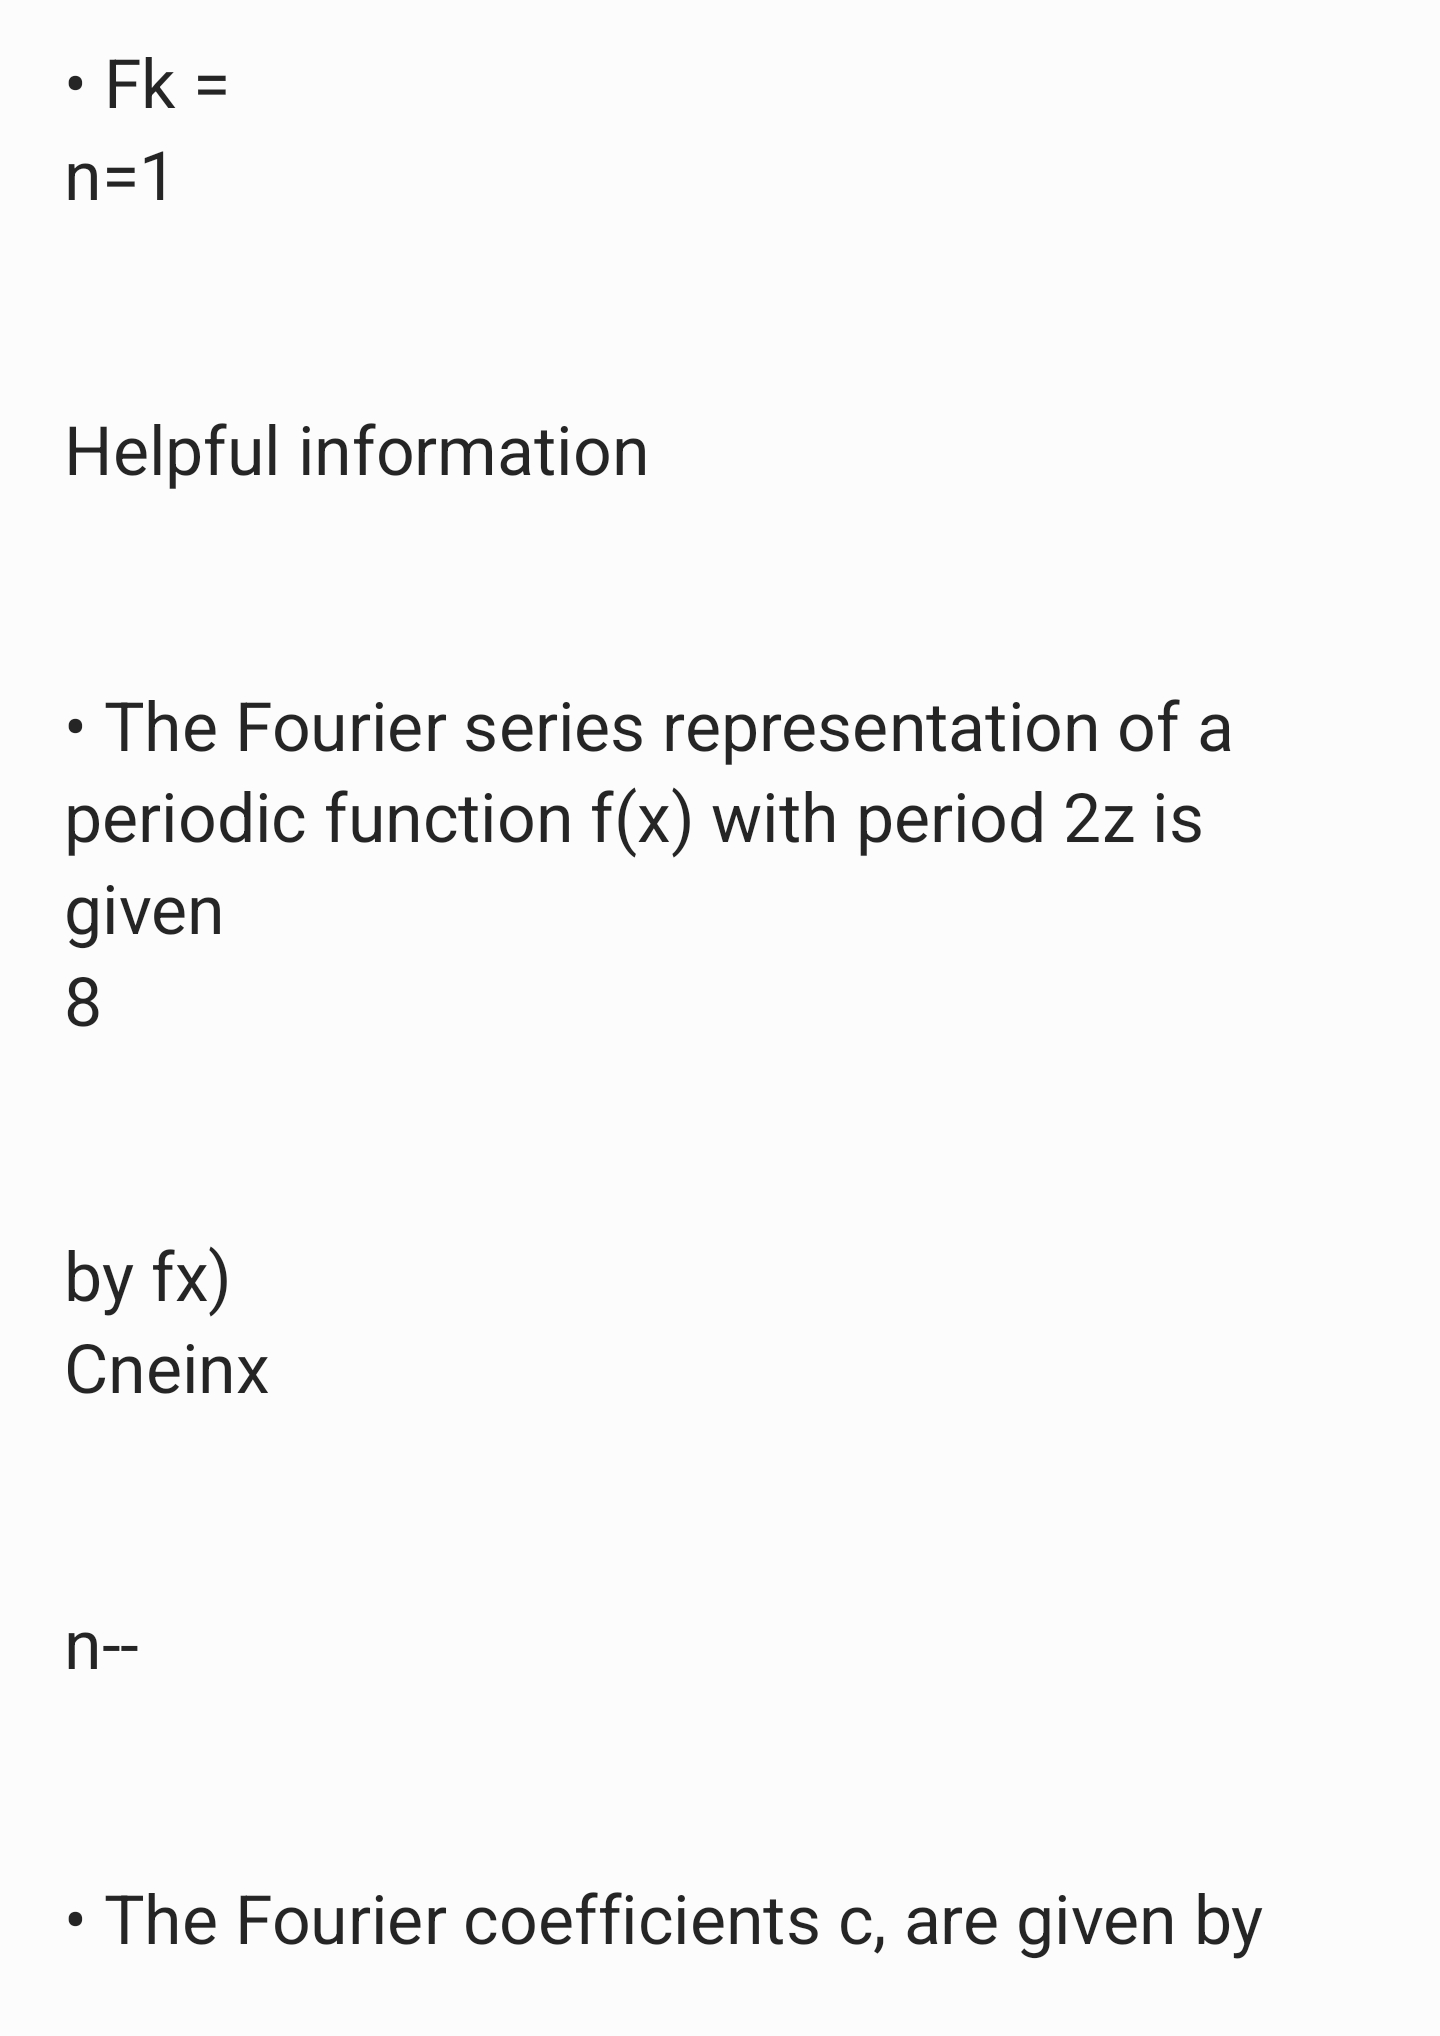 • Fk =
n=1
Helpful information
• The Fourier series representation of a
periodic function f(x) with period 2z is
given
8
by fx)
Cneinx
n--
• The Fourier coefficients c, are given by